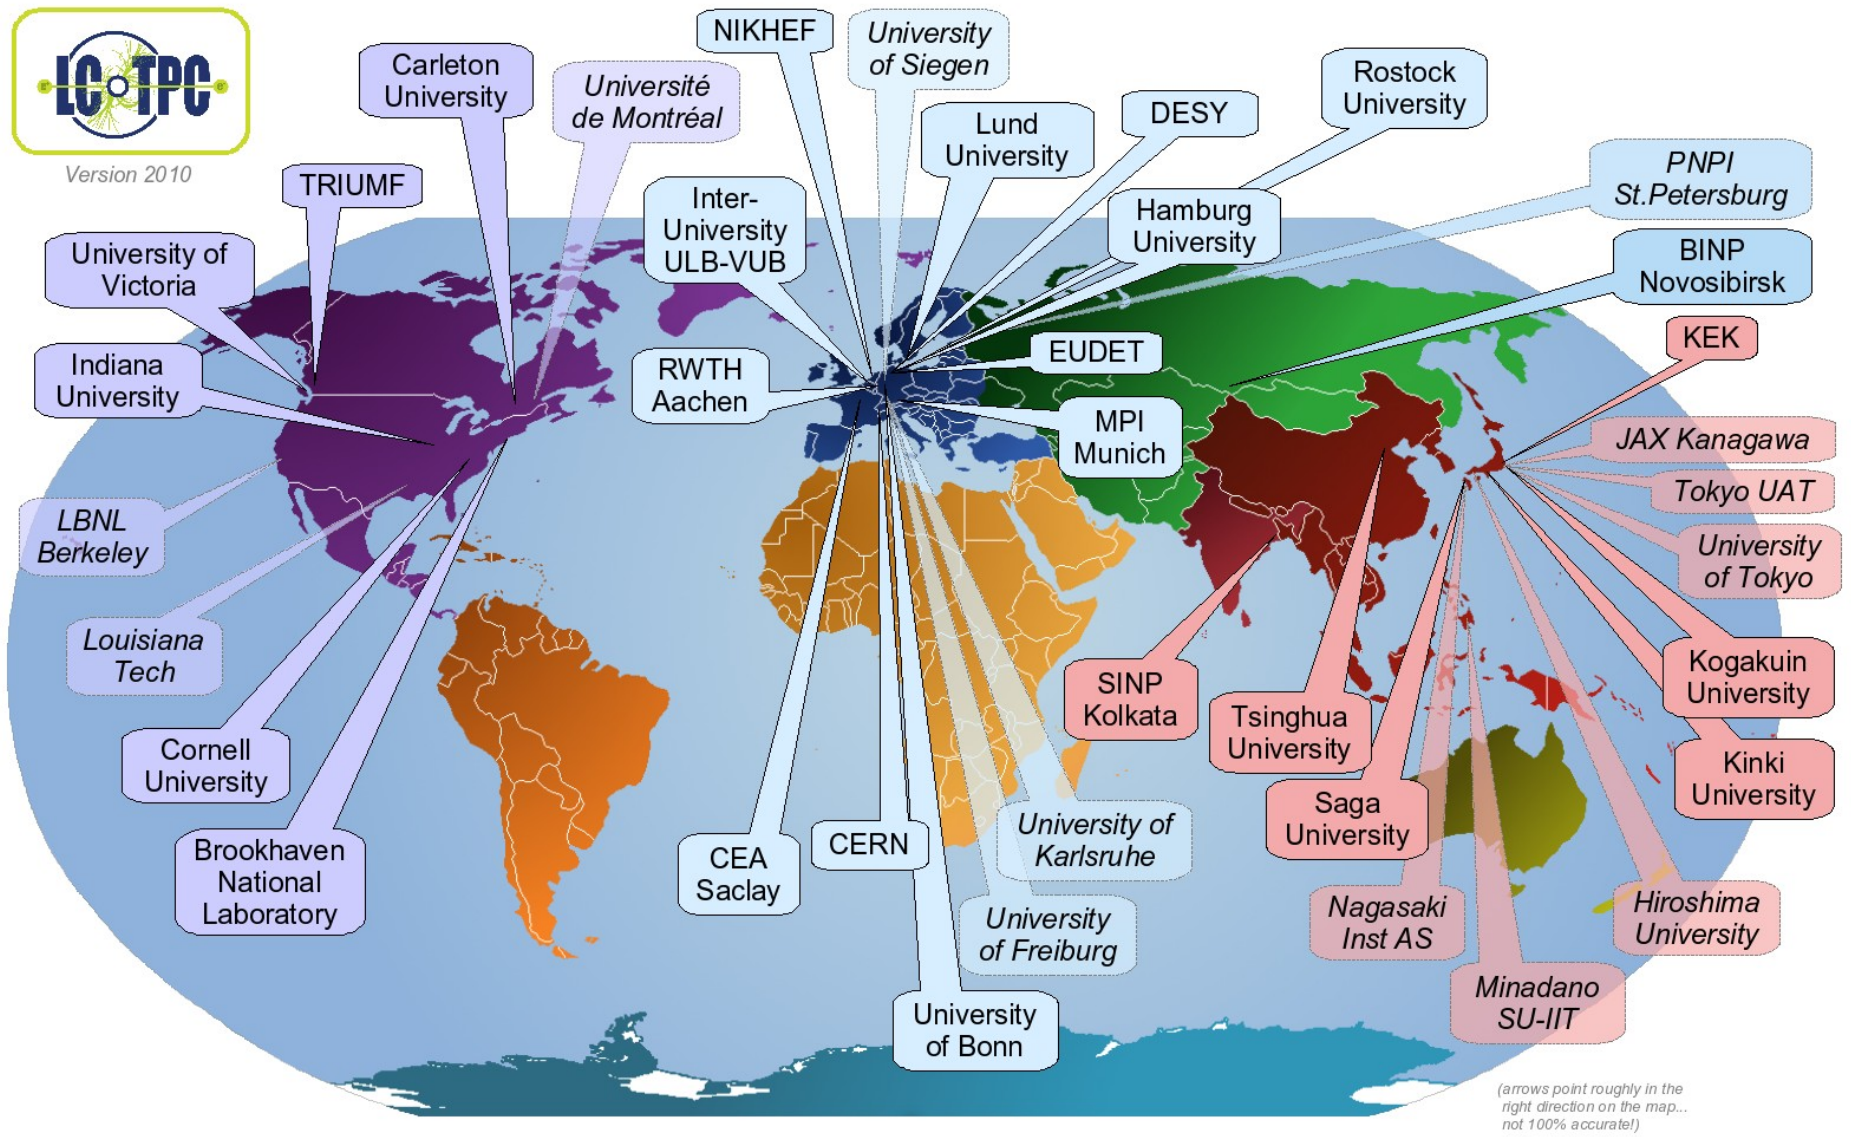 LC TPC
Version 2010
TRIUMF
Carleton
University
Université
de Montréal
NIKHEF
University
of Siegen
Lund
University
DESY
Rostock
University
PNPI
St.Petersburg
University of
Victoria
Inter-
University
ULB-VUB
Hamburg
University
BINP
Novosibirsk
Indiana
University
RWTH
Aachen
EUDET
KEK
MPI
Munich
JAX Kanagawa
Tokyo UAT
University
of Tokyo
LBNL
Berkeley
Louisiana
Tech
SINP
Kolkata
Tsinghua
University
Kogakuin
University
Cornell
University
Kinki
University
Saga
University
Brookhaven
National
Laboratory
CEA
Saclay
CERN
University of
Karlsruhe
University
of Freiburg
Nagasaki
Inst AS
Hiroshima
University
Minadano
SU-IIT
University
of Bonn
(arrows point roughly in the
right direction on the map...
not 100% accurate!)